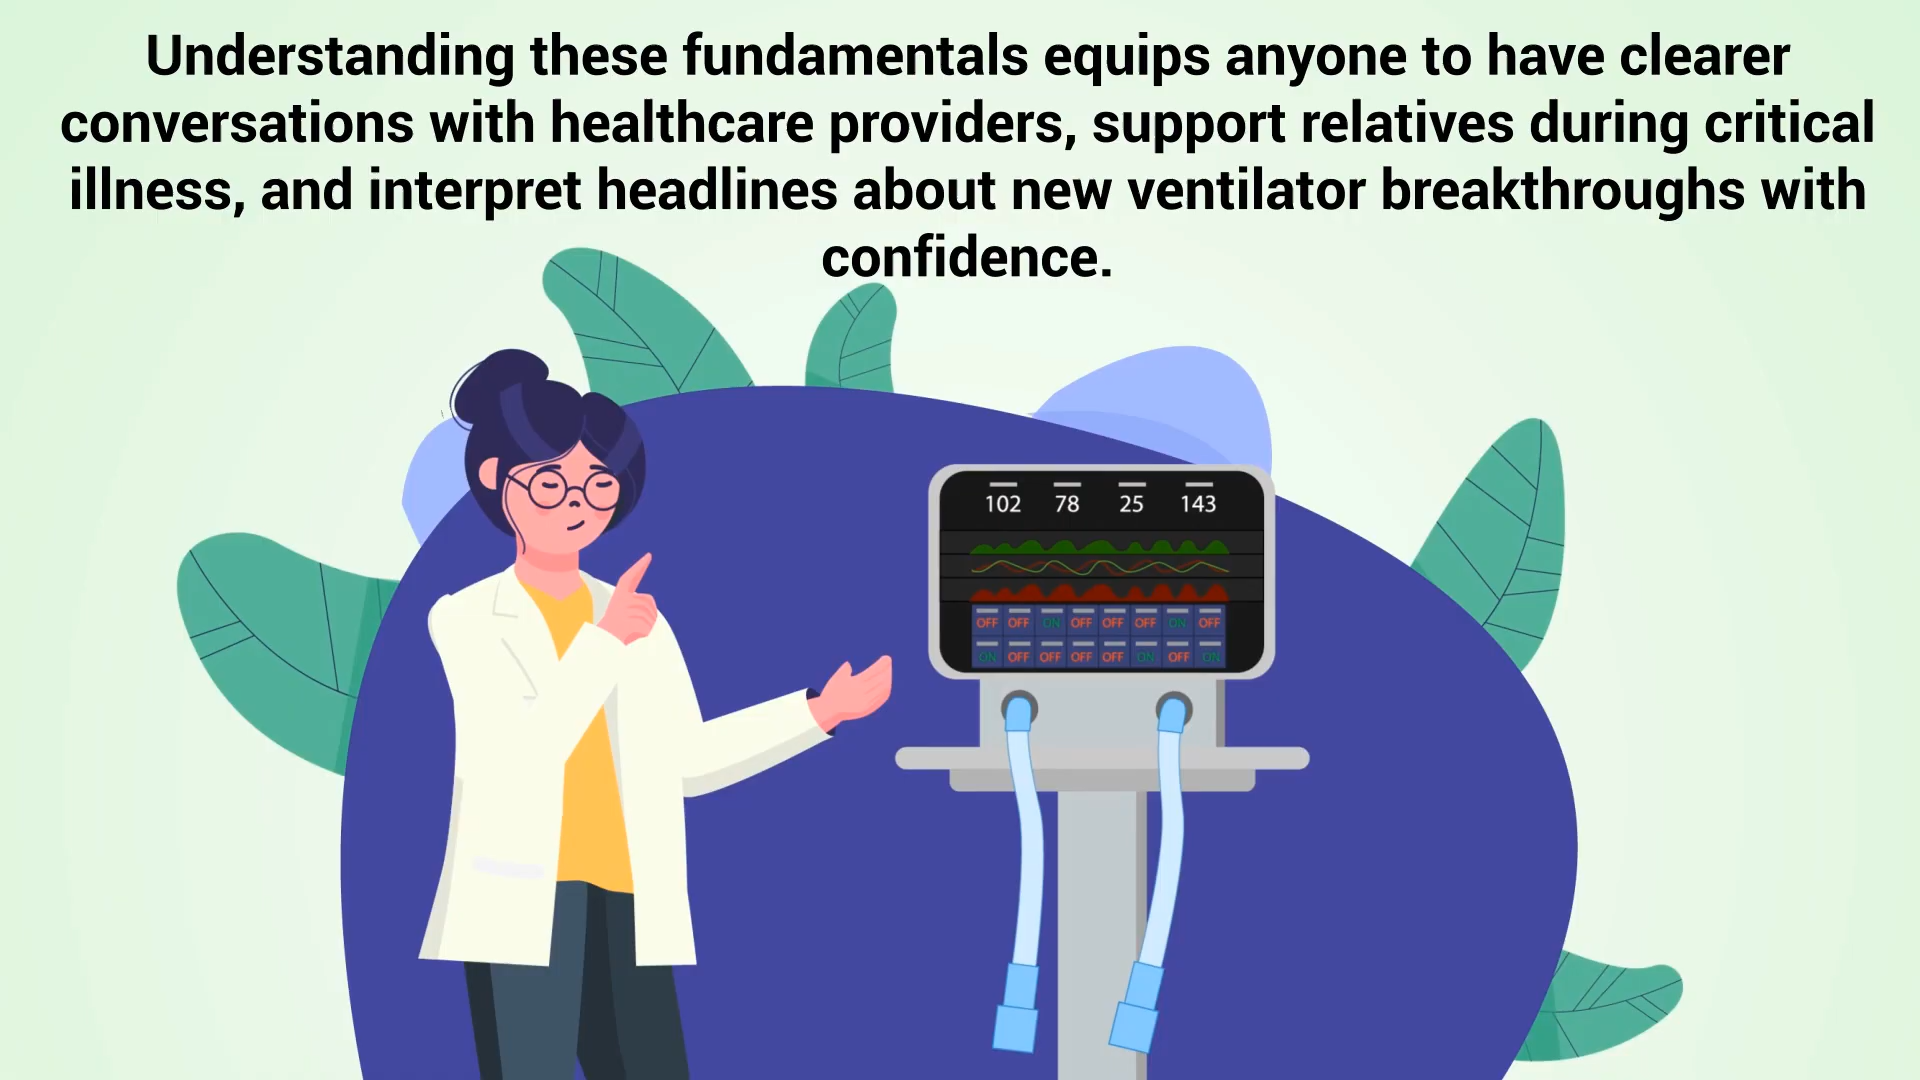 Understanding these fundamentals equips anyone to have clearer
conversations with healthcare providers, support relatives during critical
illness, and interpret headlines about new ventilator breakthroughs with
confidence.
102 78 25 143
OFF OFF ON OFF OFF OFF ON OFF
ON OFF OFF OFF OFF ON OFF ON